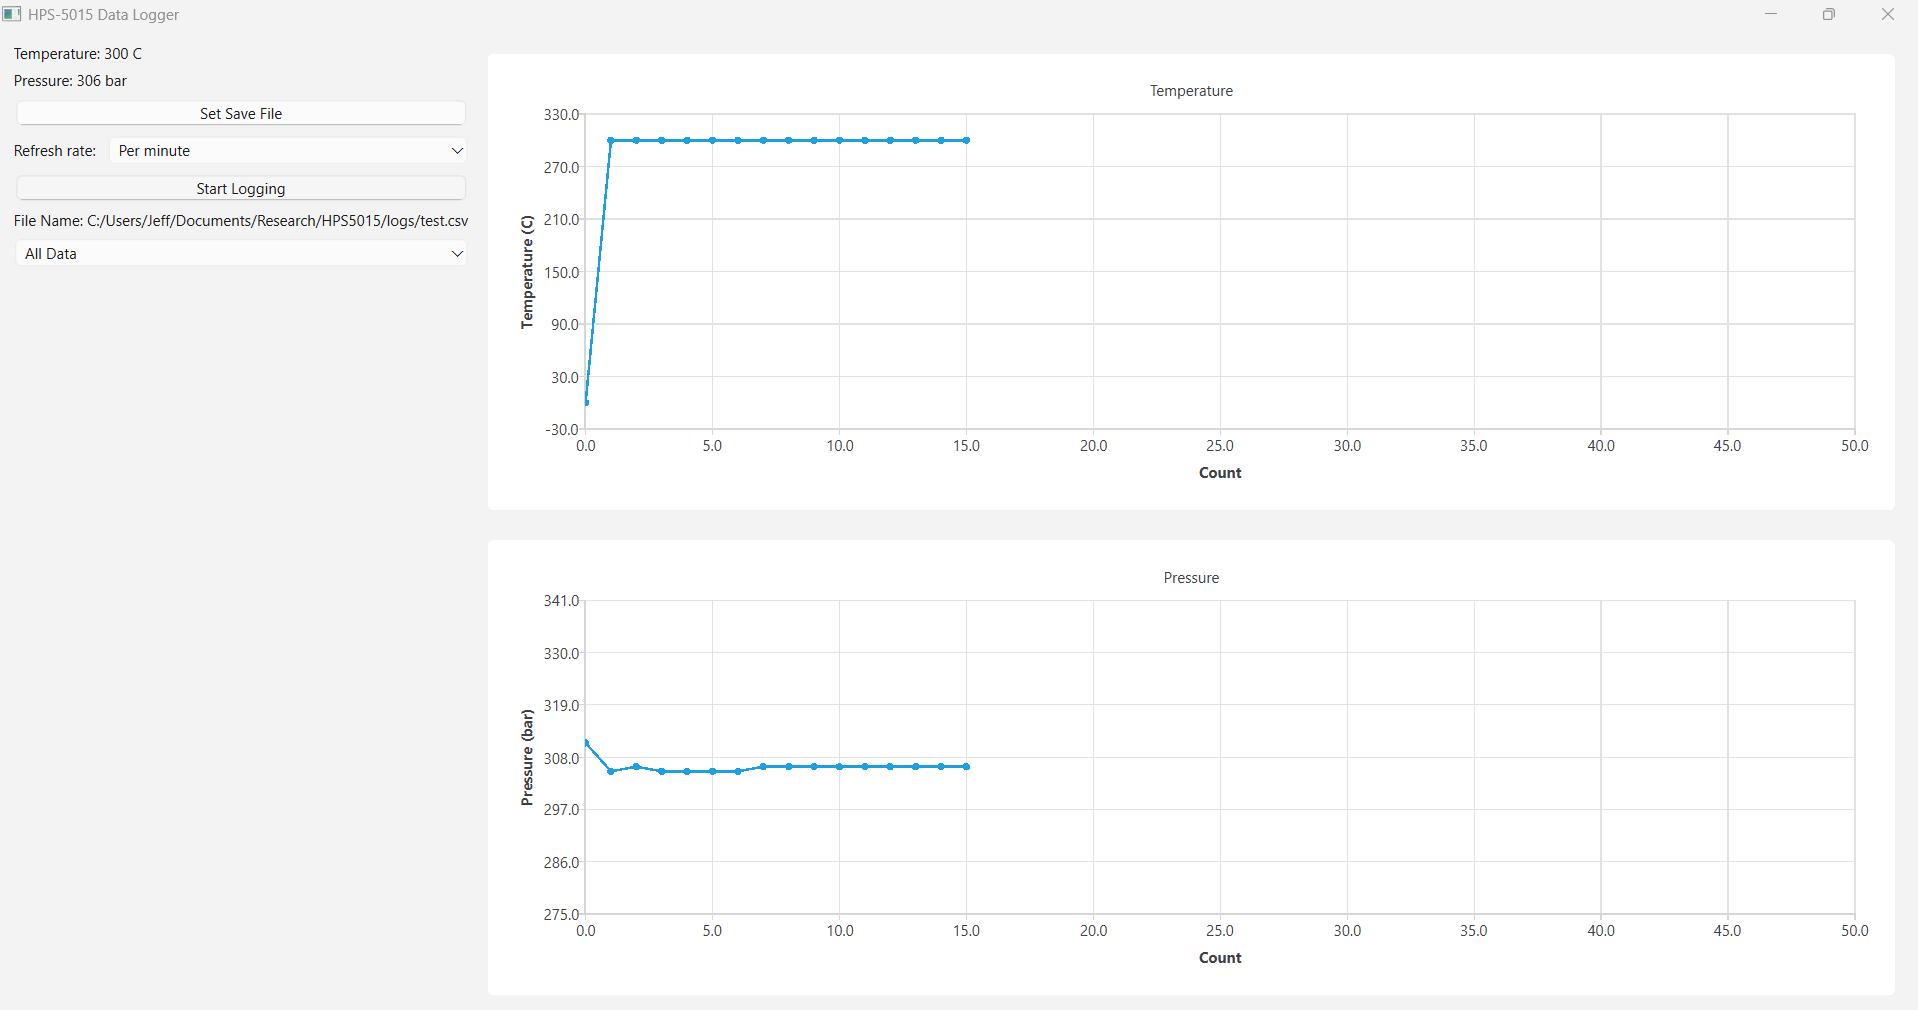 HPS-5015 Data Logger
Temperature: 300 C
Pressure: 306 bar
Set Save File
Refresh rate: Per minute
Start Logging
File Name: C:/Users/Jeff/Documents/Research/HPS5015/logs/test.csv
All Data
Temperature
330.0
270.0
210.0
150.0
90.0
30.0
-30.0
Temperature (C)
0.0 5.0 10.0 15.0 20.0 25.0 30.0 35.0 40.0 45.0 50.0
Count
Pressure
341.0
330.0
319.0
308.0
297.0
286.0
275.0
Pressure (bar)
0.0 5.0 10.0 15.0 20.0 25.0 30.0 35.0 40.0 45.0 50.0
Count